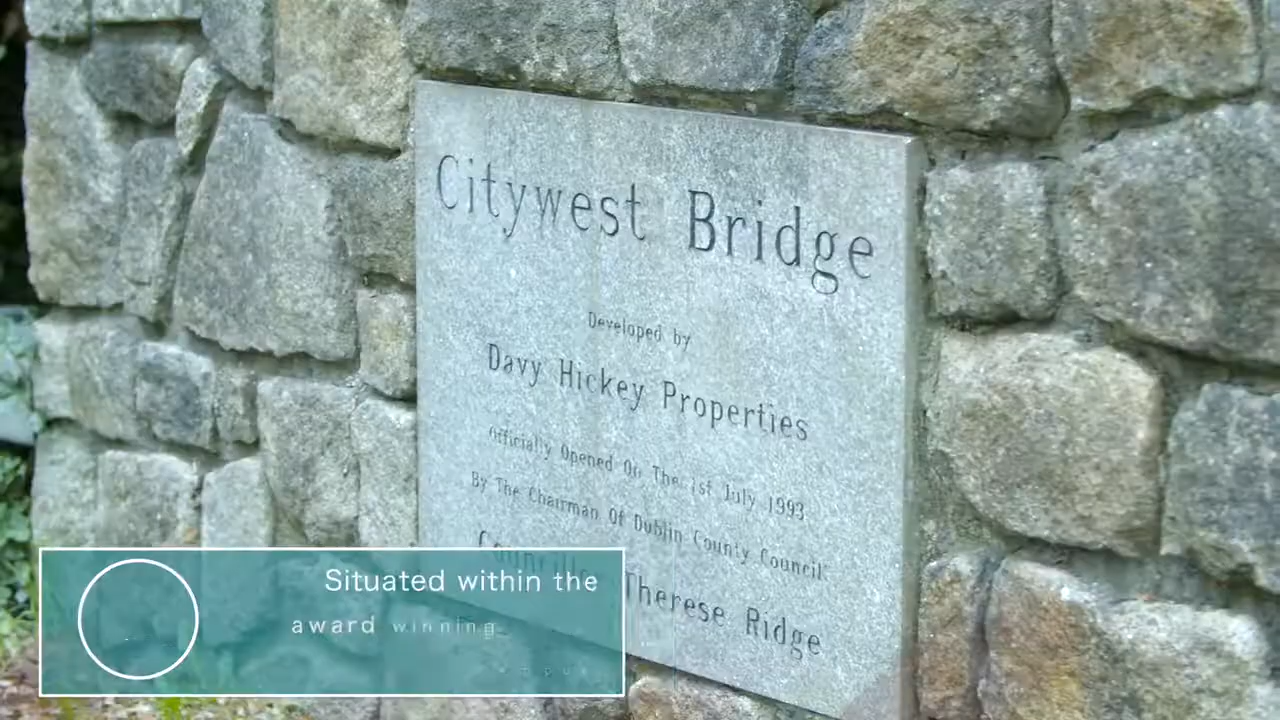 Citywest Bridge
Developed by
Davy Hickey Properties
Officially Opened On The 1st July 1993
By The Chairman Of Dublin County Council
Therese Ridge
Situated within the
award winning